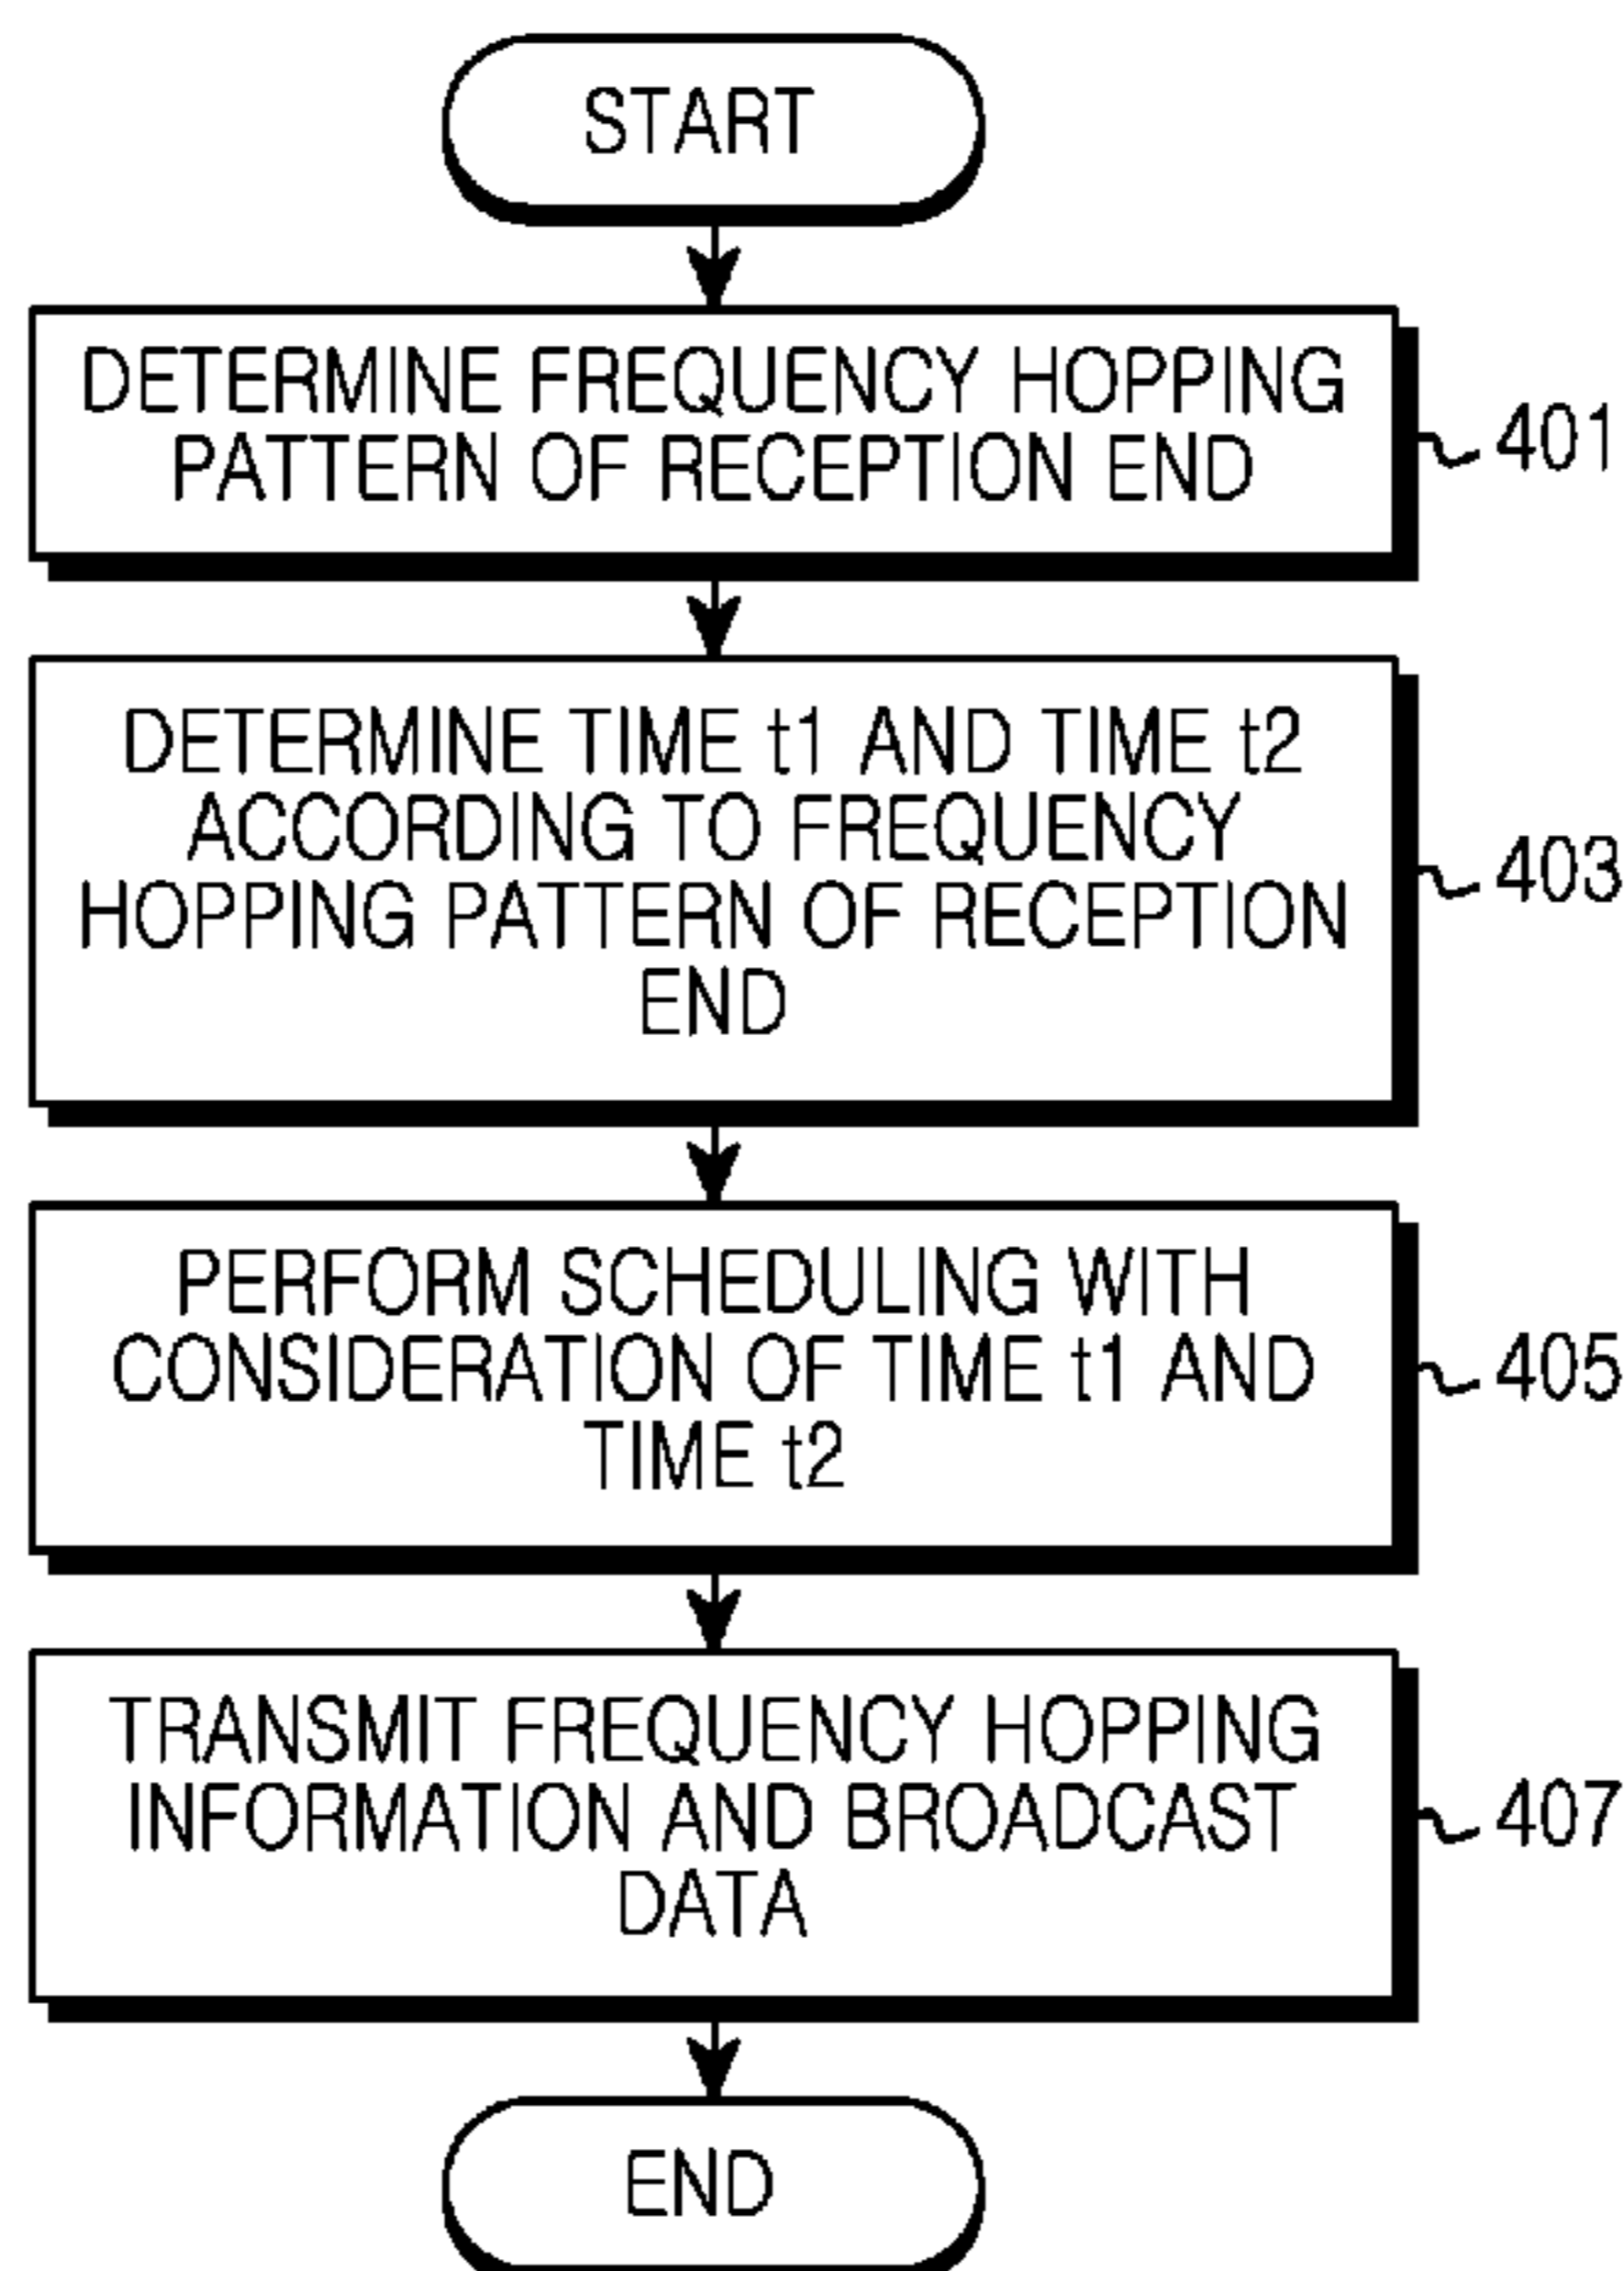 START
DETERMINE FREQUENCY HOPPING
PATTERN OF RECEPTION END
401
DETERMINE TIME t1 AND TIME t2
ACCORDING TO FREQUENCY
HOPPING PATTERN OF RECEPTION
END
403
PERFORM SCHEDULING WITH
CONSIDERATION OF TIME t1 AND
TIME t2
405
TRANSMIT FREQUENCY HOPPING
INFORMATION AND BROADCAST
DATA
407
END